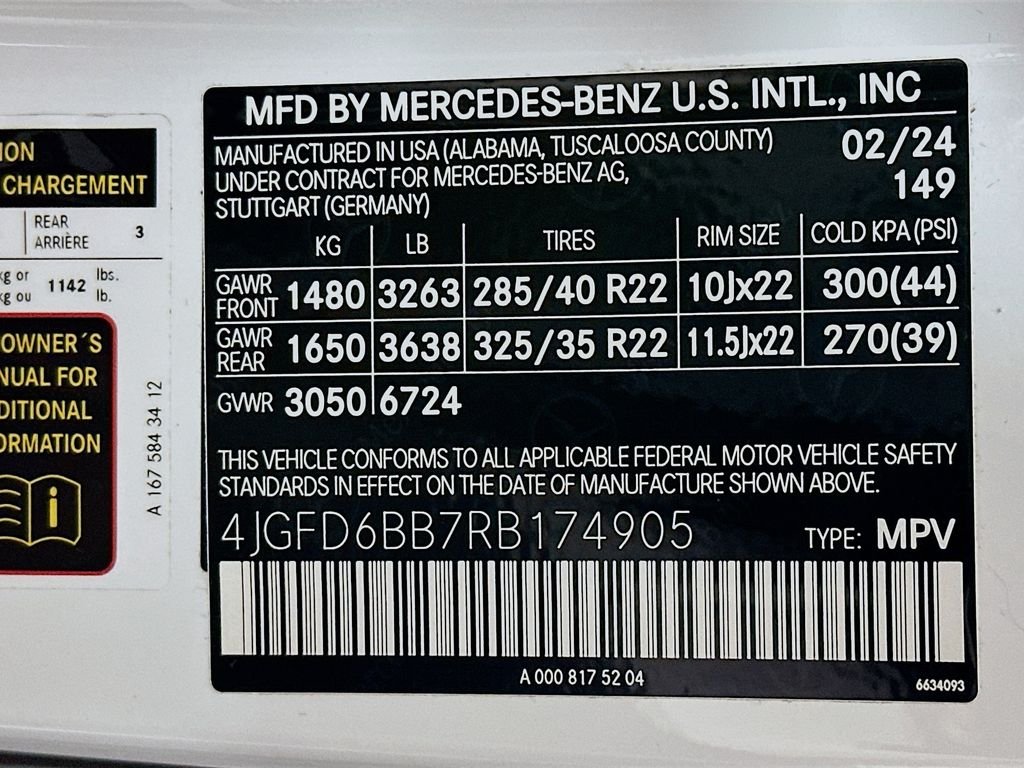 ION
CHARGEMENT
REAR
ARRIÈRE 3
kg or 1142 lbs.
kg ou lb.
OWNER´S
NUAL FOR
DITIONAL
ORMATION
i
A 167 584 34 12
MFD BY MERCEDES-BENZ U.S. INTL., INC
MANUFACTURED IN USA (ALABAMA, TUSCALOOSA COUNTY) 02/24
UNDER CONTRACT FOR MERCEDES-BENZ AG, 149
STUTTGART (GERMANY)
KG LB TIRES RIM SIZE COLD KPA (PSI)
GAWR FRONT 1480 3263 285/40 R22 10Jx22 300(44)
GAWR REAR 1650 3638 325/35 R22 11.5Jx22 270(39)
GVWR 3050 6724
THIS VEHICLE CONFORMS TO ALL APPLICABLE FEDERAL MOTOR VEHICLE SAFETY
STANDARDS IN EFFECT ON THE DATE OF MANUFACTURE SHOWN ABOVE.
4JGFD6BB7RB174905 TYPE: MPV
A 000 817 52 04
6634093